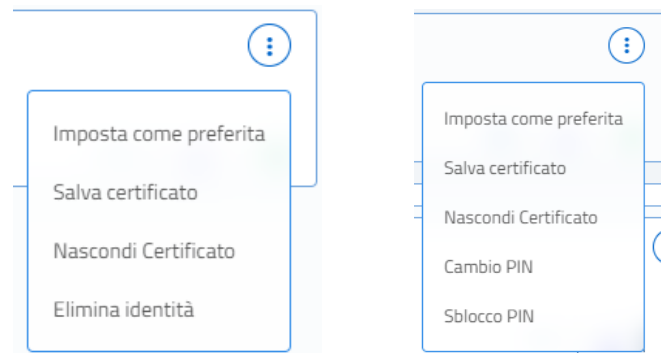 Imposta come preferita
Salva certificato
Nascondi Certificato
Elimina identità
Imposta come preferita
Salva certificato
Nascondi Certificato
Cambio PIN
Sblocco PIN